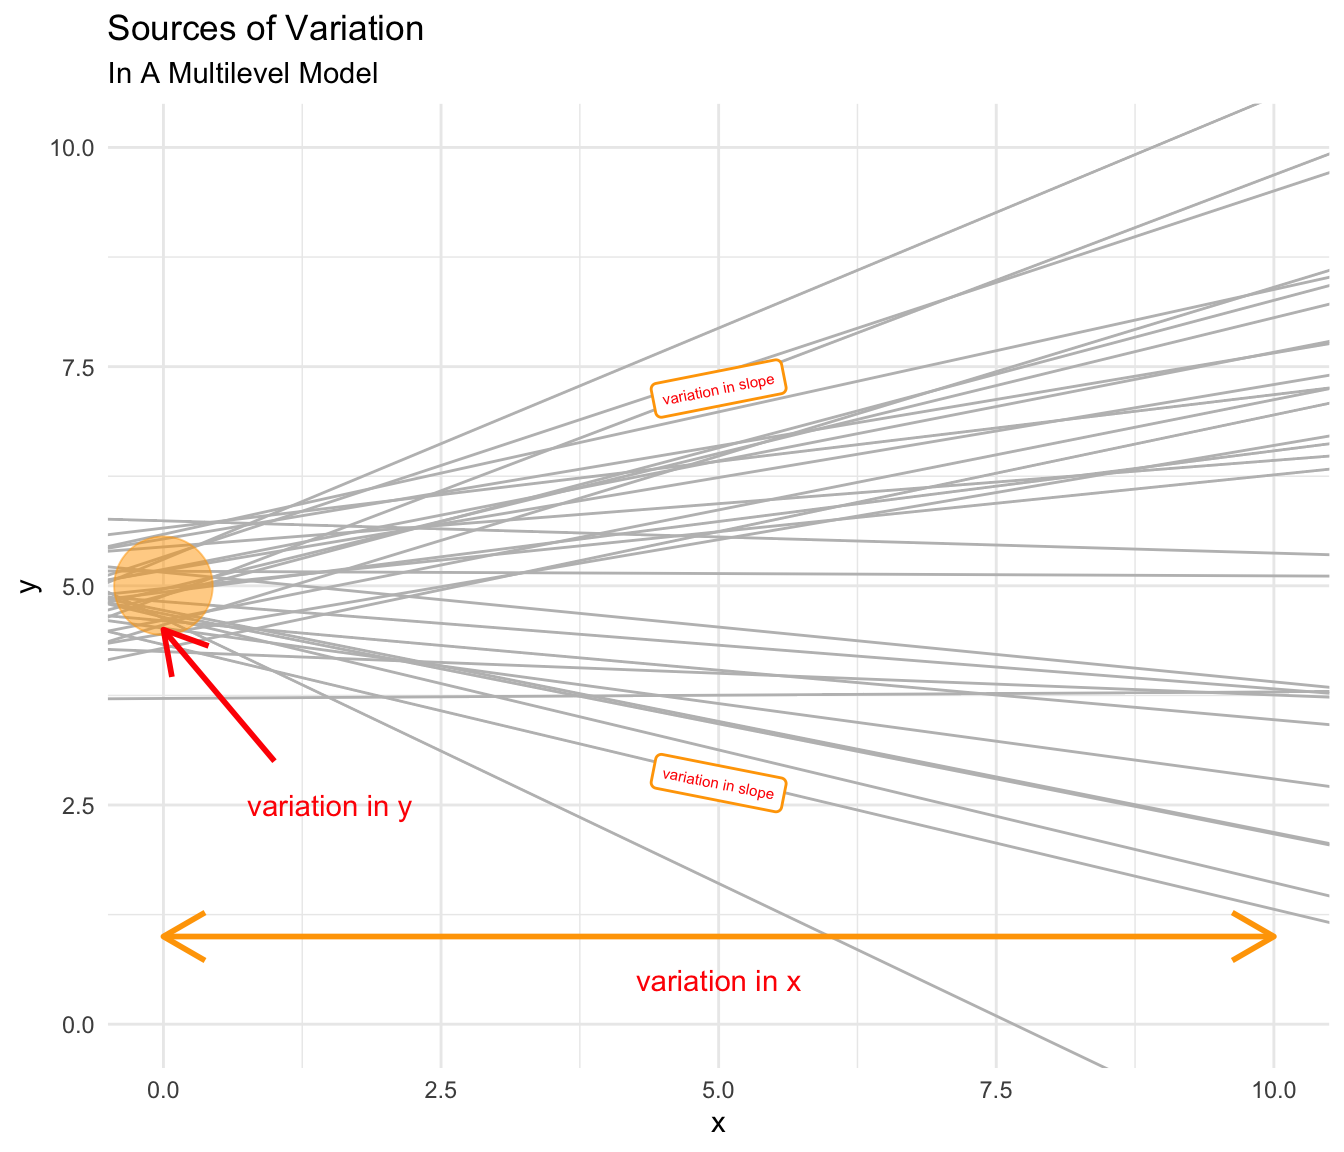 Sources of Variation
In A Multilevel Model
10.0
7.5
variation in slope
y
5.0
variation in slope
2.5
variation in y
variation in x
0.0
0.0 2.5 5.0 7.5 10.0
x